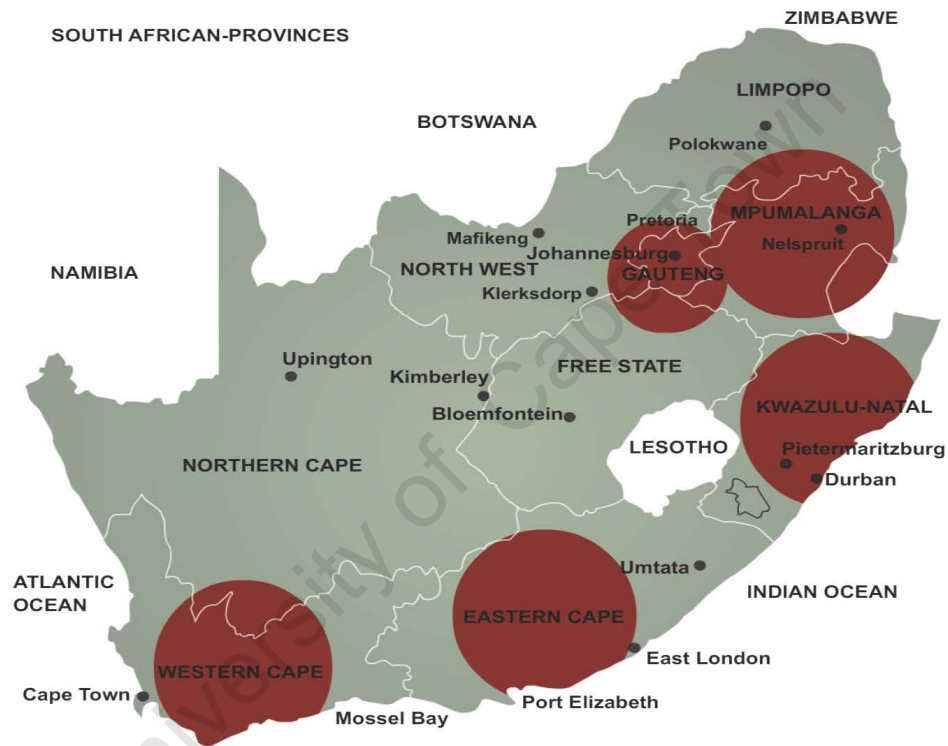 ZIMBABWE
SOUTH AFRICAN-PROVINCES
LIMPOPO
BOTSWANA
Polokwane
MPUMALANGA
Pretoria
Mafikeng
Nelspruit
Johannesburg
NORTH WEST
GAUTENG
NAMIBIA
Klerksdorp
Upington
FREE STATE
Kimberley
KWAZULU-NATAL
Bloemfontein
LESOTHO
Pietermaritzburg
NORTHERN CAPE
Durban
Umtata
ATLANTIC
OCEAN
INDIAN OCEAN
EASTERN CAPE
East London
WESTERN CAPE
Cape Town
Port Elizabeth
Mossel Bay
University of Cape Town